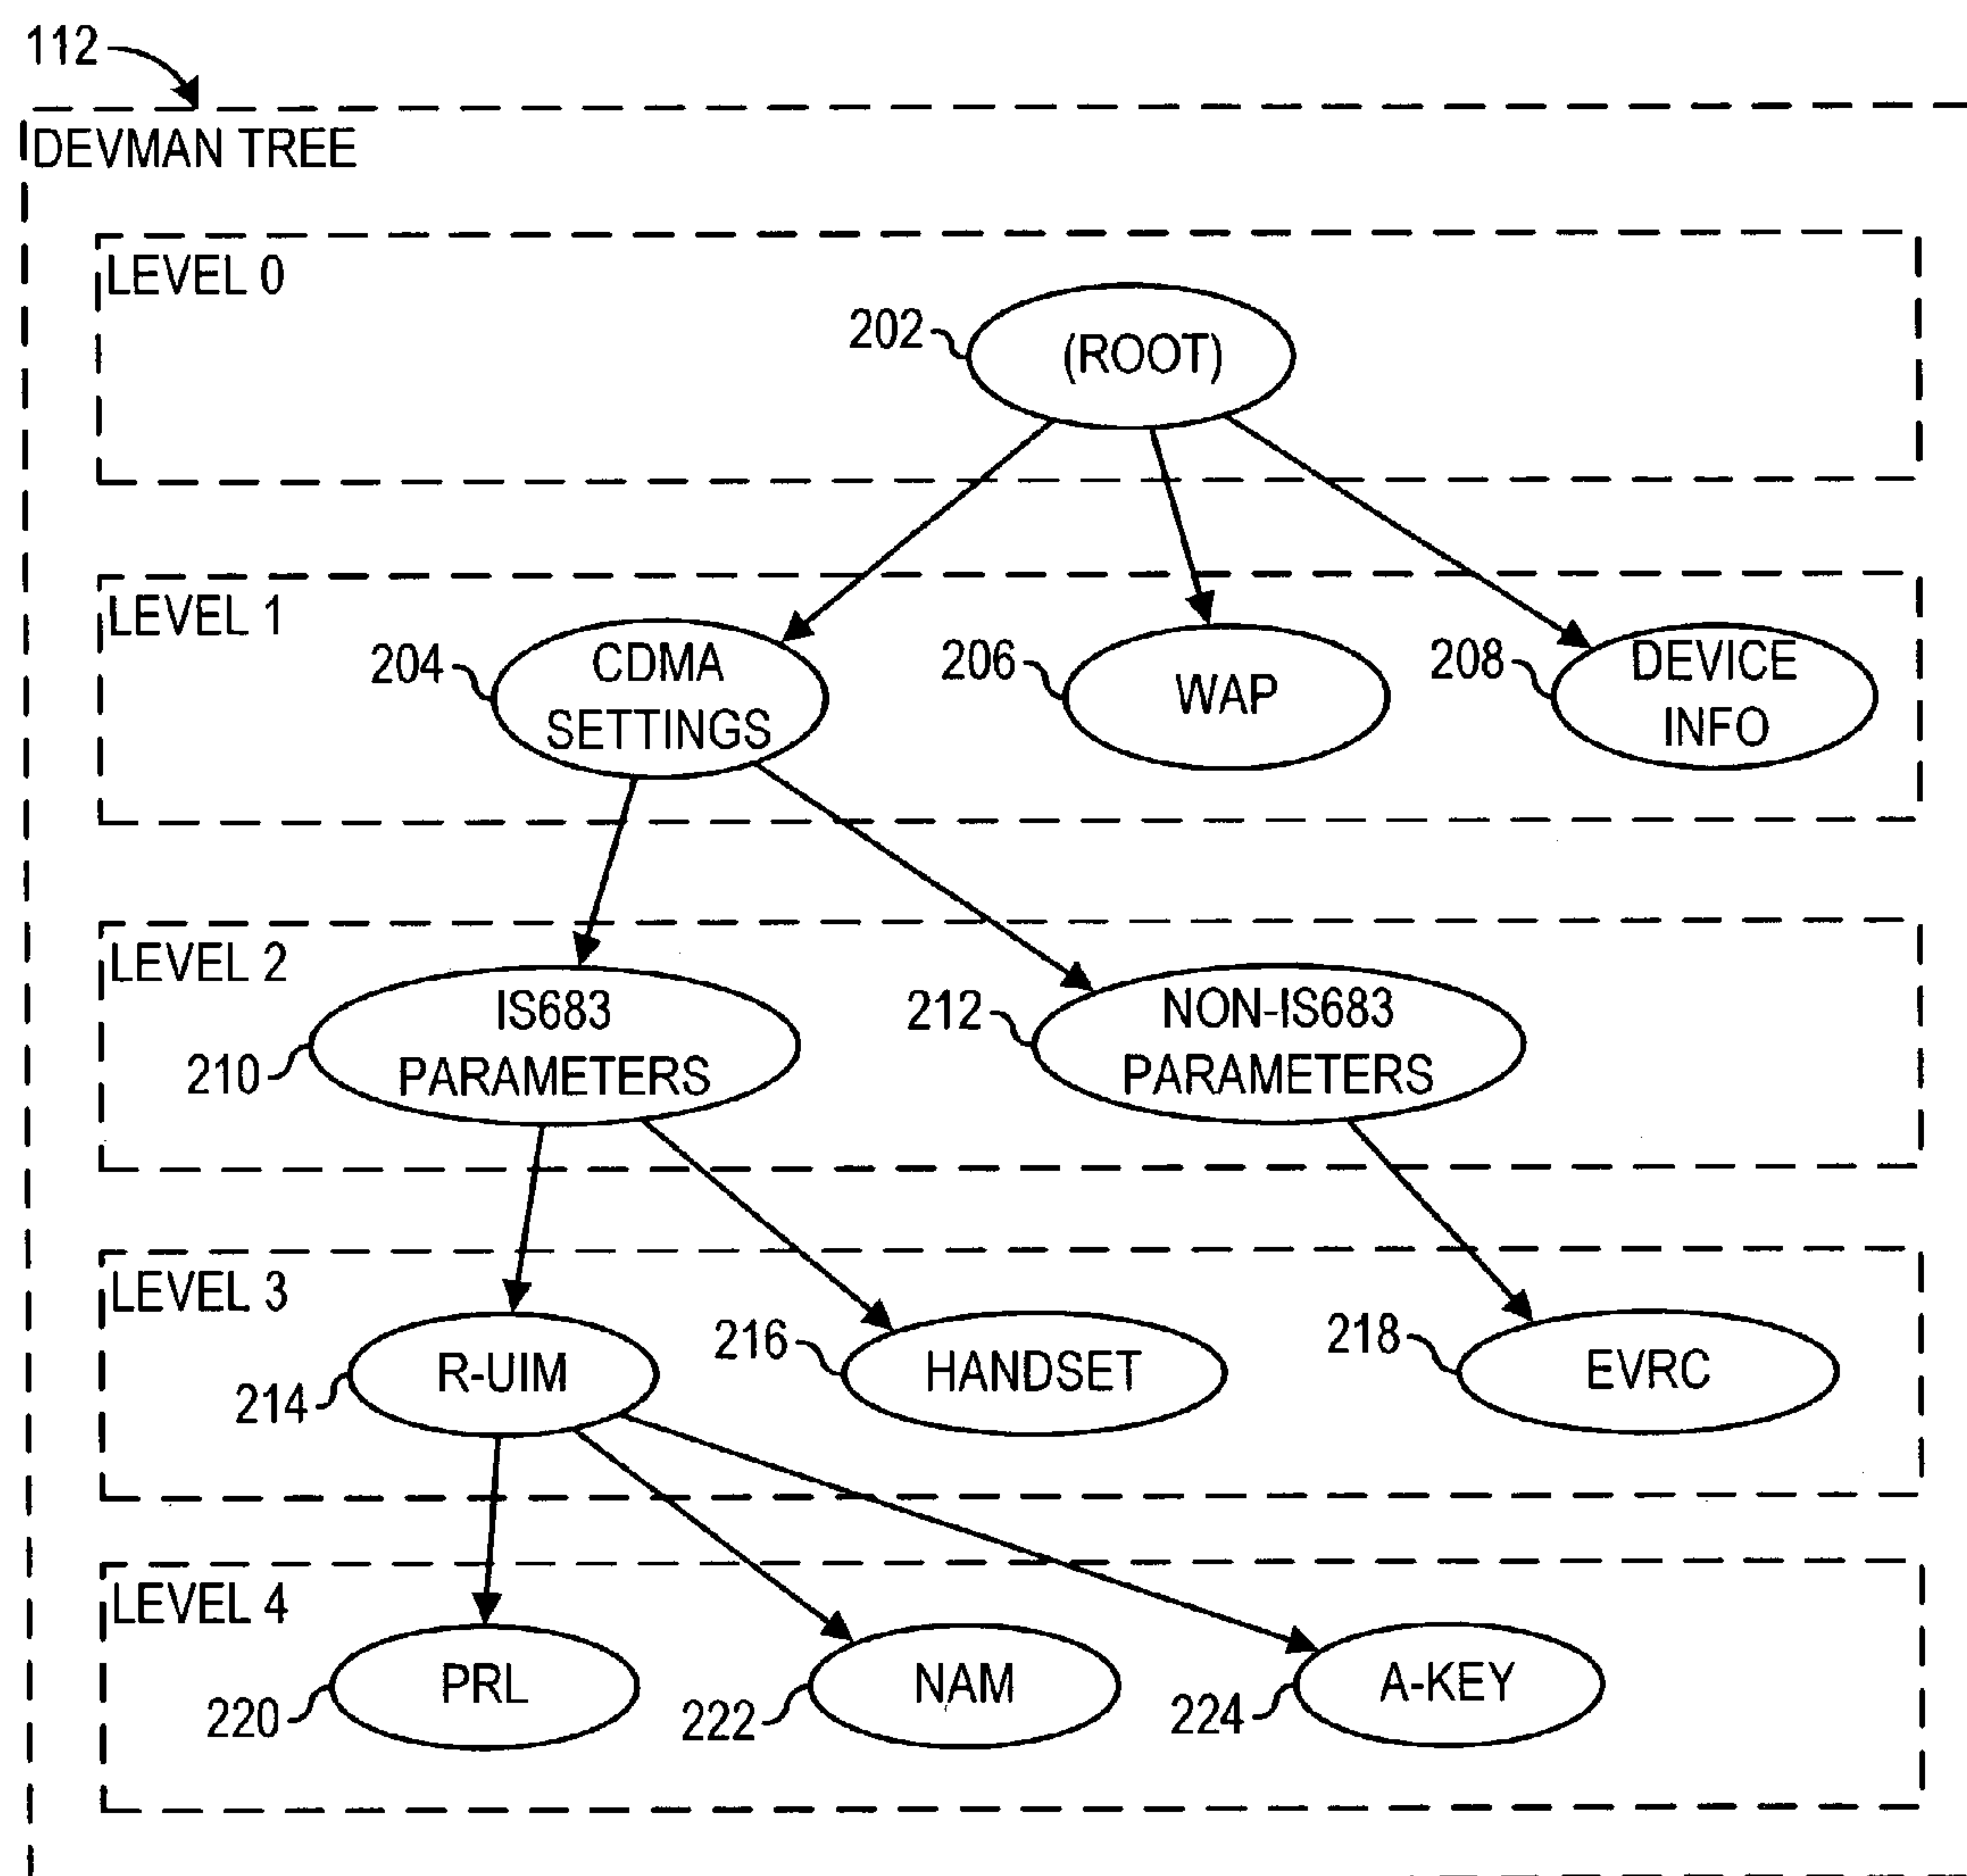 112
DEVMAN TREE
LEVEL 0
202
(ROOT)
LEVEL 1
204
CDMA
SETTINGS
206
WAP
208
DEVICE
INFO
LEVEL 2
210
IS683
PARAMETERS
212
NON-IS683
PARAMETERS
LEVEL 3
214
R-UIM
216
HANDSET
218
EVRC
LEVEL 4
220
PRL
222
NAM
224
A-KEY